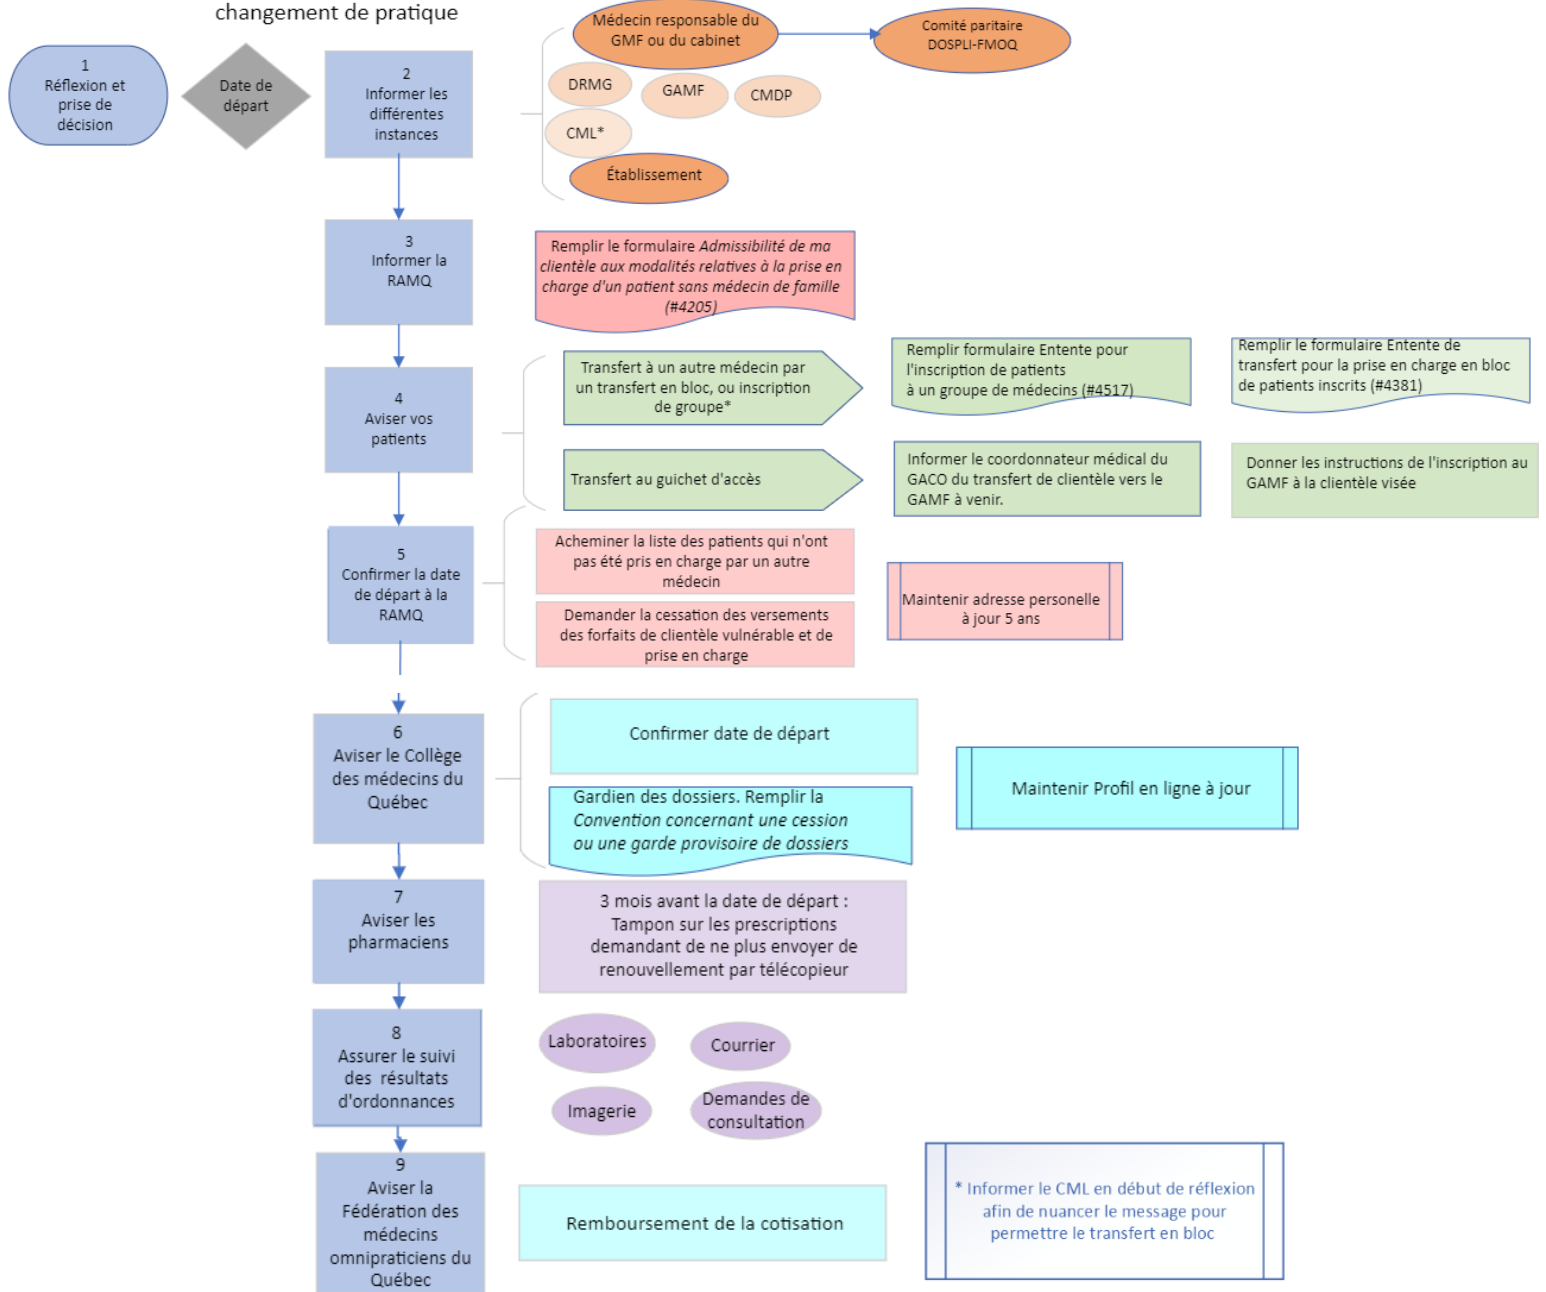 changement de pratique
1
Réflexion et
prise de
décision
Date de
départ
2
Informer les
différentes
instances
Médecin responsable du
GMF ou du cabinet
Comité paritaire
DOSPLI-FMOQ
DRMG
GAMF
CMDP
CML*
Établissement
3
Informer la
RAMQ
Remplir le formulaire Admissibilité de ma
clientèle aux modalités relatives à la prise en
charge d'un patient sans médecin de famille
(#4205)
4
Aviser vos
patients
Transfert à un autre médecin par
un transfert en bloc, ou inscription
de groupe*
Remplir formulaire Entente pour
l'inscription de patients
à un groupe de médecins (#4517)
Remplir le formulaire Entente de
transfert pour la prise en charge en bloc
de patients inscrits (#4381)
Transfert au guichet d'accès
Informer le coordonnateur médical du
GACO du transfert de clientèle vers le
GAMF à venir.
Donner les instructions de l'inscription au
GAMF à la clientèle visée
5
Confirmer la date
de départ à la
RAMQ
Acheminer la liste des patients qui n'ont
pas été pris en charge par un autre
médecin
Demander la cessation des versements
des forfaits de clientèle vulnérable et de
prise en charge
Maintenir adresse personelle
à jour 5 ans
6
Aviser le Collège
des médecins du
Québec
Confirmer date de départ
Gardien des dossiers. Remplir la
Convention concernant une cession
ou une garde provisoire de dossiers
Maintenir Profil en ligne à jour
7
Aviser les
pharmaciens
3 mois avant la date de départ :
Tampon sur les prescriptions
demandant de ne plus envoyer de
renouvellement par télécopieur
8
Assurer le suivi
des résultats
d'ordonnances
Laboratoires
Courrier
Imagerie
Demandes de
consultation
9
Aviser la
Fédération des
médecins
omnipraticiens du
Québec
Remboursement de la cotisation
* Informer le CML en début de réflexion
afin de nuancer le message pour
permettre le transfert en bloc